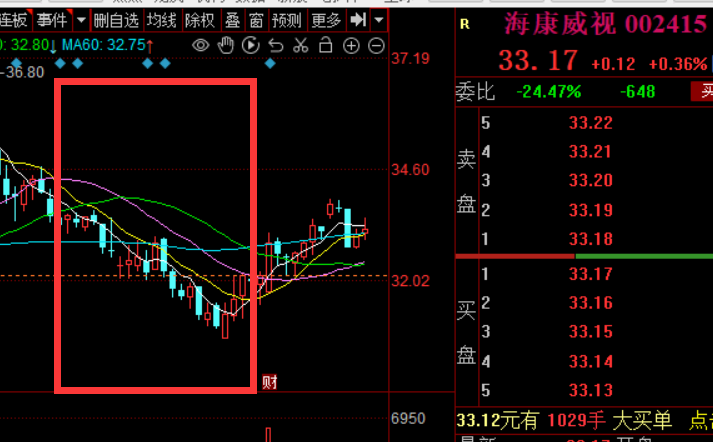 连板 事件 删自选 均线 除权 叠 窗 预测 更多
0: 32.80↓ MA60: 32.75↑
-36.80
37.19
34.60
32.02
财
6950
R 海康威视 002415
33.17 +0.12 +0.36%
委比 -24.47% -648 买
卖盘
5 33.22
4 33.21
3 33.20
2 33.19
1 33.18
买盘
1 33.17
2 33.16
3 33.15
4 33.14
5 33.13
33.12元有 1029手 大买单 点击